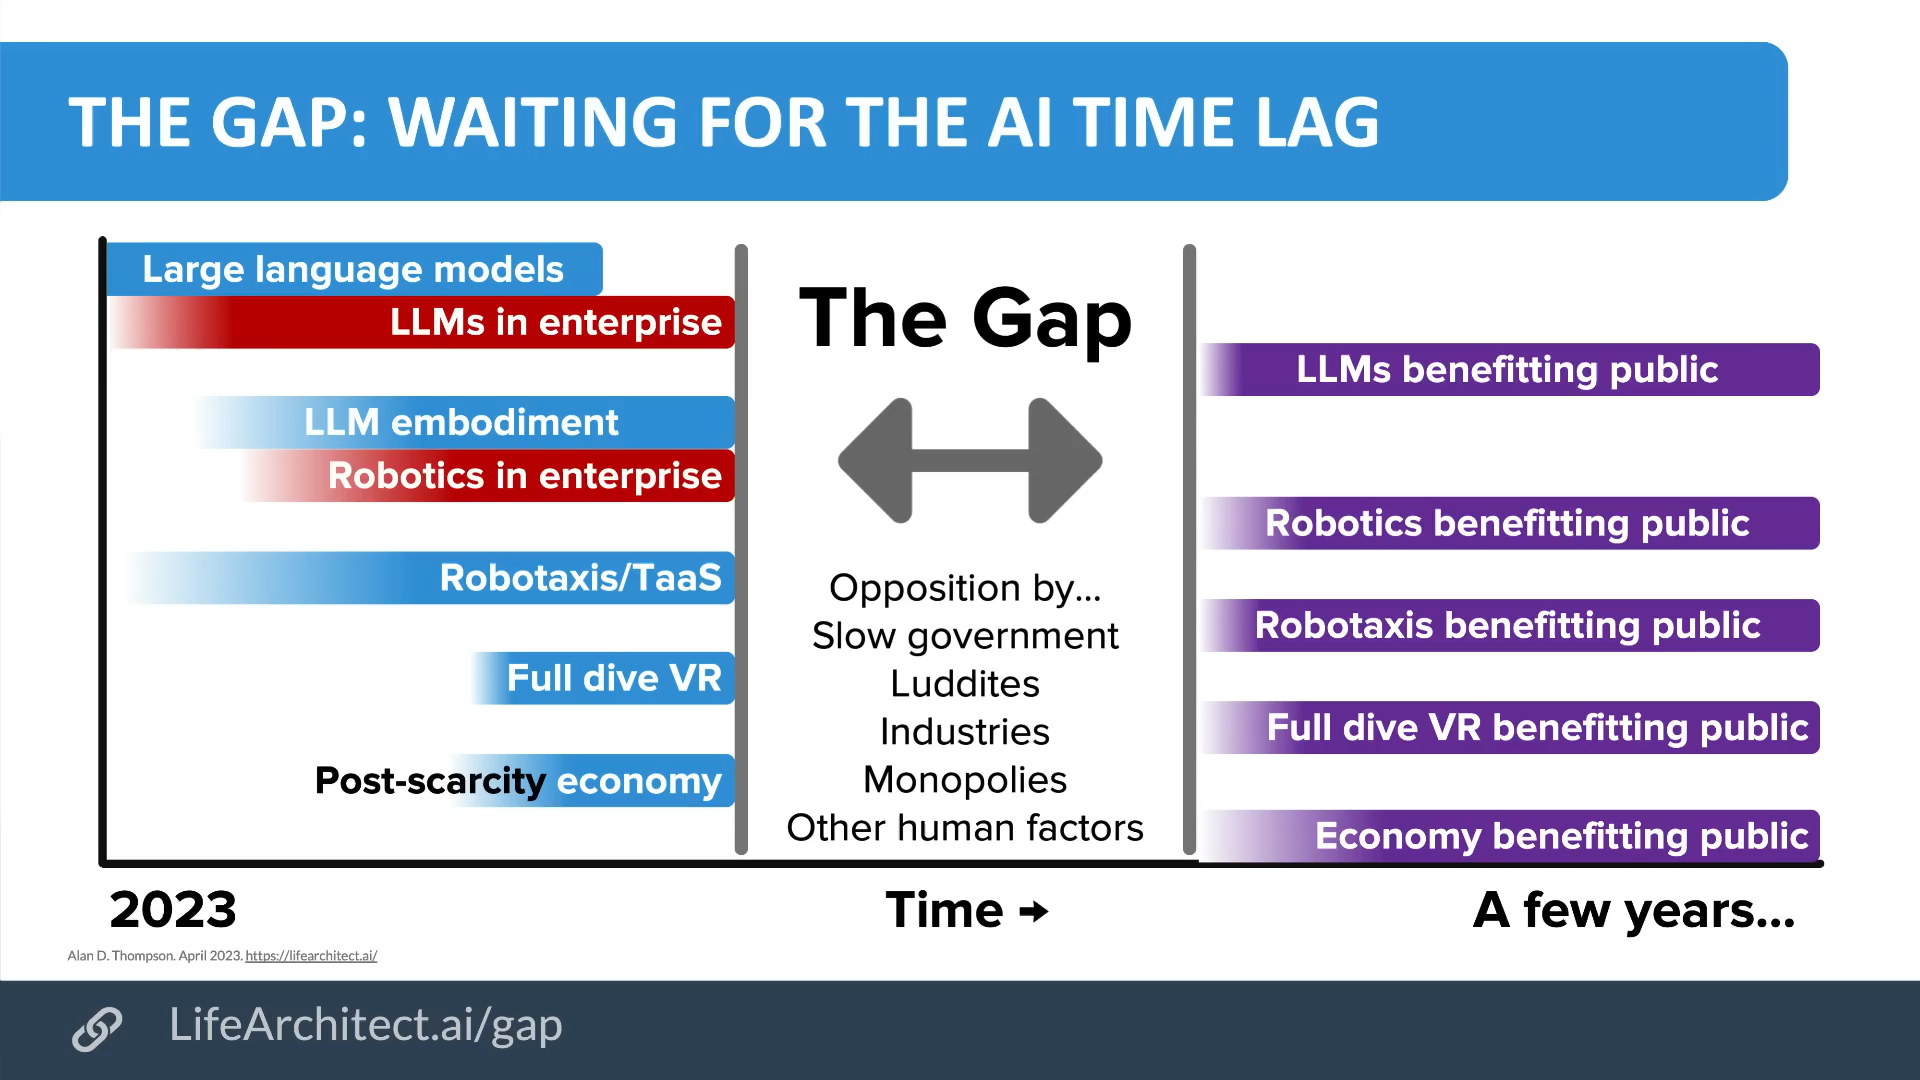 THE GAP: WAITING FOR THE AI TIME LAG
Large language models
LLMs in enterprise
LLM embodiment
Robotics in enterprise
Robotaxis/TaaS
Full dive VR
Post-scarcity economy
The Gap
Opposition by...
Slow government
Luddites
Industries
Monopolies
Other human factors
LLMs benefitting public
Robotics benefitting public
Robotaxis benefitting public
Full dive VR benefitting public
Economy benefitting public
2023
Time →
A few years...
Alan D. Thompson. April 2023. https://lifearchitect.ai/
LifeArchitect.ai/gap